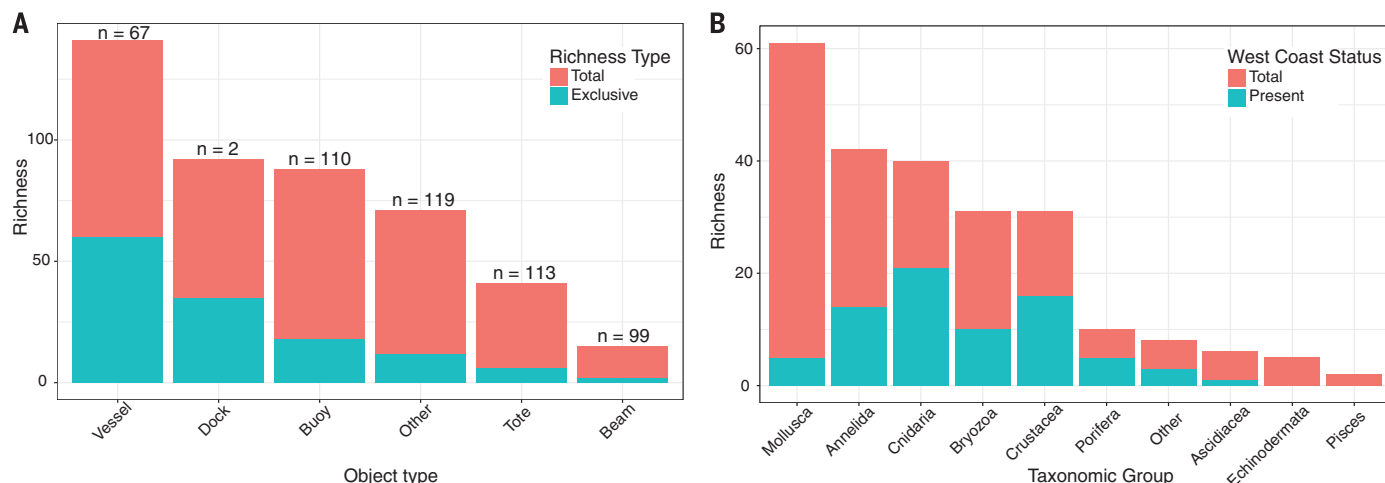 A
n = 67
n = 2
n = 110
n = 119
n = 113
n = 99
Richness Type
Total
Exclusive
Richness
100
50
0
Vessel
Dock
Buoy
Other
Tote
Beam
Object type
B
West Coast Status
Total
Present
Richness
60
40
20
0
Mollusca
Annelida
Cnidaria
Bryozoa
Crustacea
Porifera
Other
Ascidiacea
Echinodermata
Pisces
Taxonomic Group